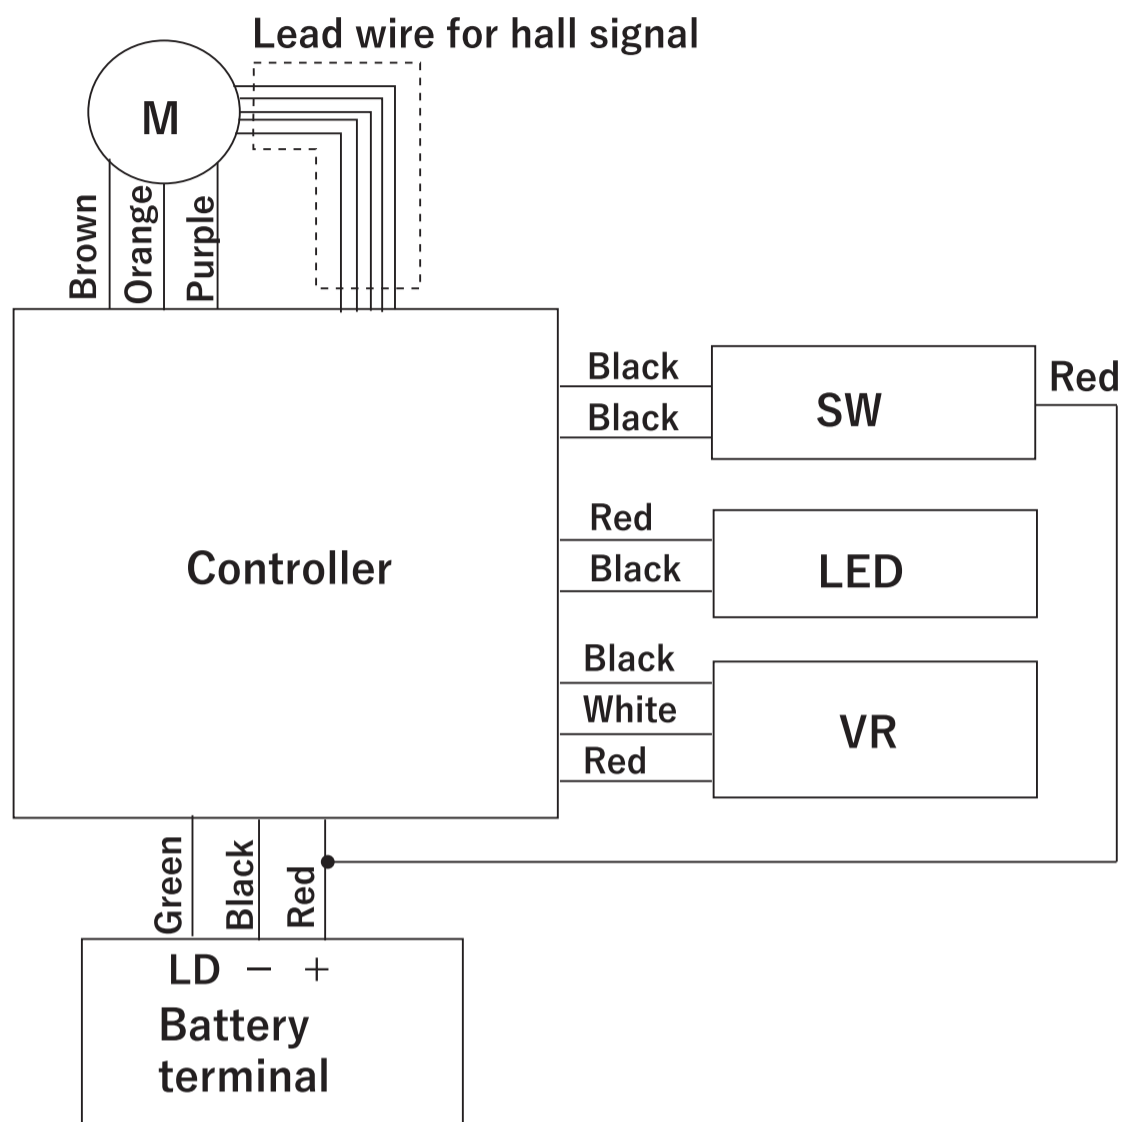 Lead wire for hall signal
M
Brown
Orange
Purple
Black
Black
SW
Red
Red
Black
LED
Controller
Black
White
Red
VR
Green
Black
Red
LD − +
Battery
terminal